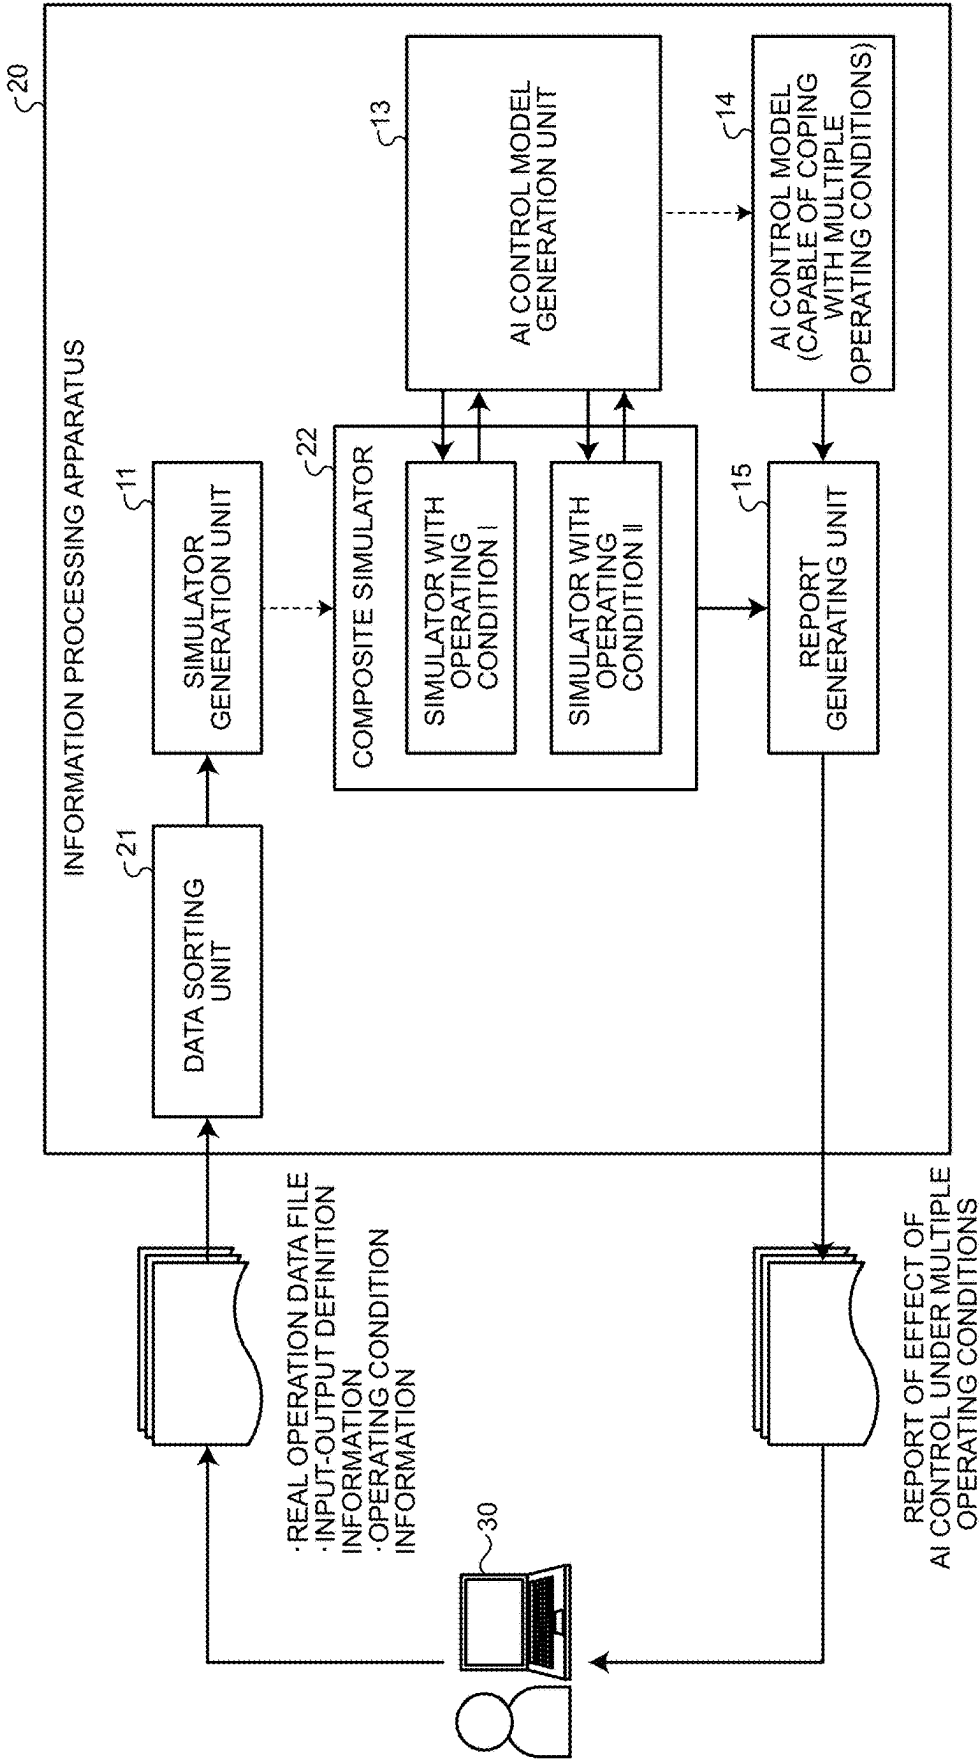 20
INFORMATION PROCESSING APPARATUS
· REAL OPERATION DATA FILE
· INPUT-OUTPUT DEFINITION
INFORMATION
· OPERATING CONDITION
INFORMATION
21
DATA SORTING
UNIT
11
SIMULATOR
GENERATION UNIT
22
COMPOSITE SIMULATOR
SIMULATOR WITH
OPERATING
CONDITION I
SIMULATOR WITH
OPERATING
CONDITION II
13
AI CONTROL MODEL
GENERATION UNIT
30
14
AI CONTROL MODEL
(CAPABLE OF COPING
WITH MULTIPLE
OPERATING CONDITIONS)
15
REPORT
GENERATING UNIT
REPORT OF EFFECT OF
AI CONTROL UNDER MULTIPLE
OPERATING CONDITIONS